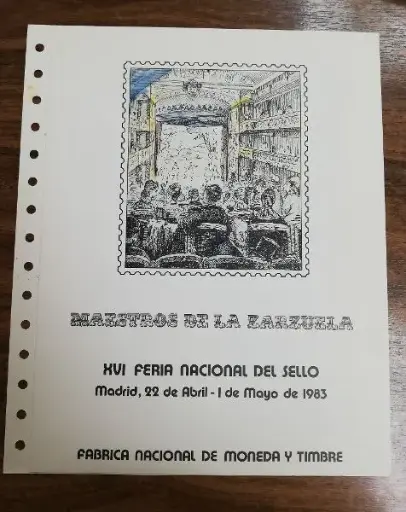 MAESTROS DE LA ZARZUELA
XVI FERIA NACIONAL DEL SELLO
Madrid, 22 de Abril - 1 de Mayo de 1983
FABRICA NACIONAL DE MONEDA Y TIMBRE